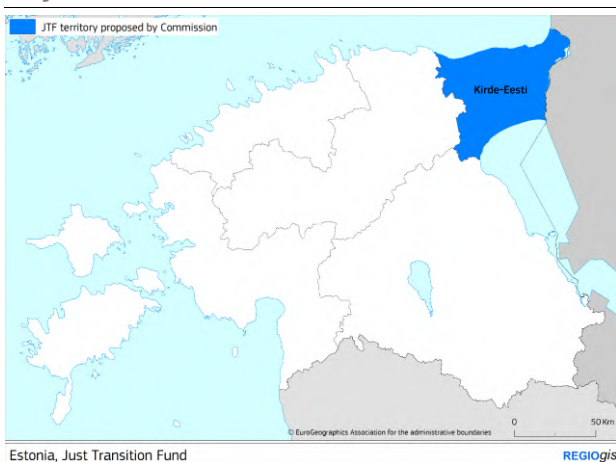 JTF territory proposed by Commission
Kirde-Eesti
© EuroGeographics Association for the administrative boundaries
0 50 Km
Estonia, Just Transition Fund
REGIOgis